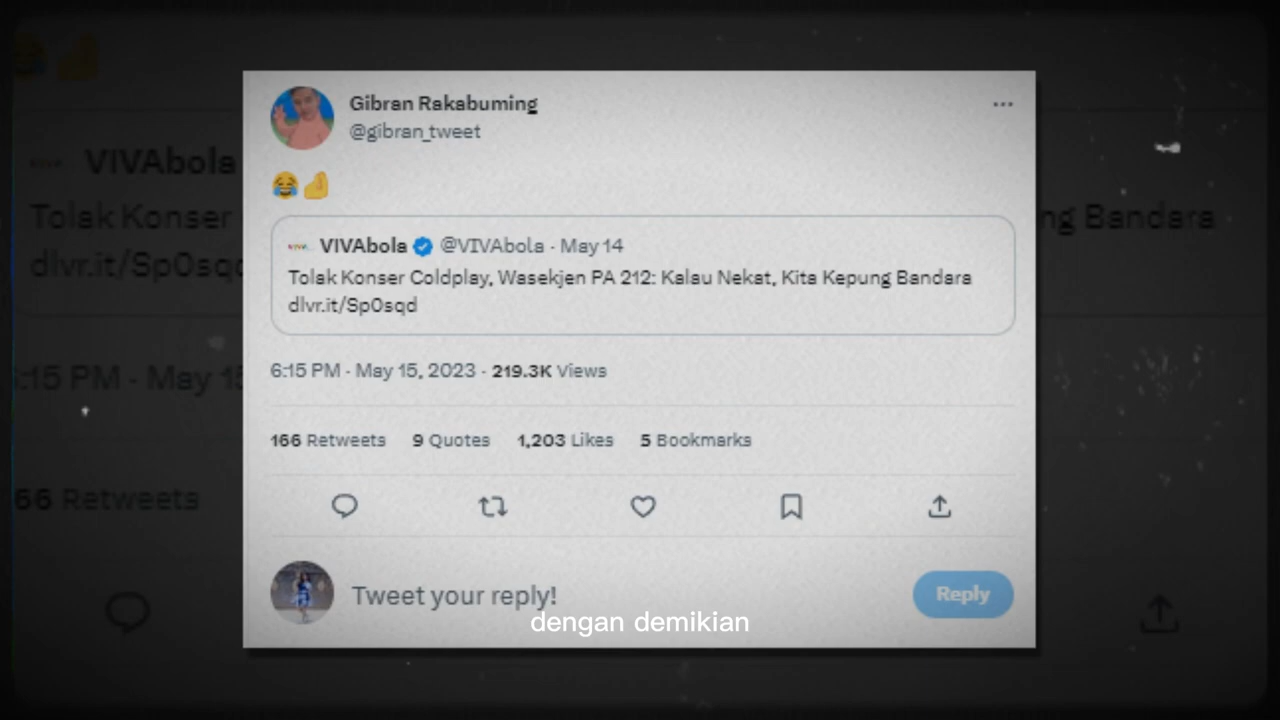 Gibran Rakabuming
@gibran_tweet
😂🤌
VIVAbola @VIVAbola · May 14
Tolak Konser Coldplay, Wasekjen PA 212: Kalau Nekat, Kita Kepung Bandara
dlvr.it/Sp0sqd
6:15 PM · May 15, 2023 · 219.3K Views
166 Retweets 9 Quotes 1,203 Likes 5 Bookmarks
Tweet your reply!
Reply
dengan demikian
VIVAbola
Tolak Konser
ng Bandara
dlvr.it/Sp0sqd
:15 PM · May 15
66 Retweets